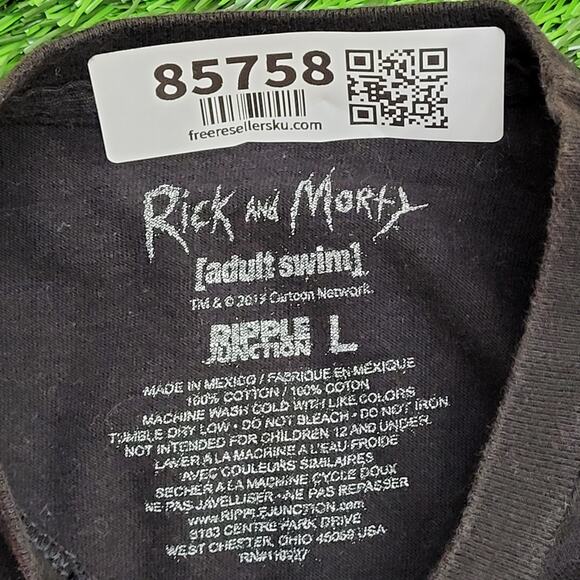 85758
freeresellersku.com
RICK AND MORTY
[adult swim].
TM & © 2013 Cartoon Network.
RIPPLE
JUNCTION L
MADE IN MEXICO / FABRIQUE EN MEXIQUE
100% COTTON / 100% COTON
MACHINE WASH COLD WITH LIKE COLORS
TUMBLE DRY LOW • DO NOT BLEACH • DO NOT IRON
NOT INTENDED FOR CHILDREN 12 AND UNDER.
LAVER A LA MACHINE A L'EAU FROIDE
AVEC COULEURS SIMILAIRES
SECHER A LA MACHINE CYCLE DOUX
NE PAS JAVELLISER • NE PAS REPASSER
www.RIPPLEJUNCTION.com
CENTRE PARK DRIVE
WEST CHESTER, OHIO 45069 USA